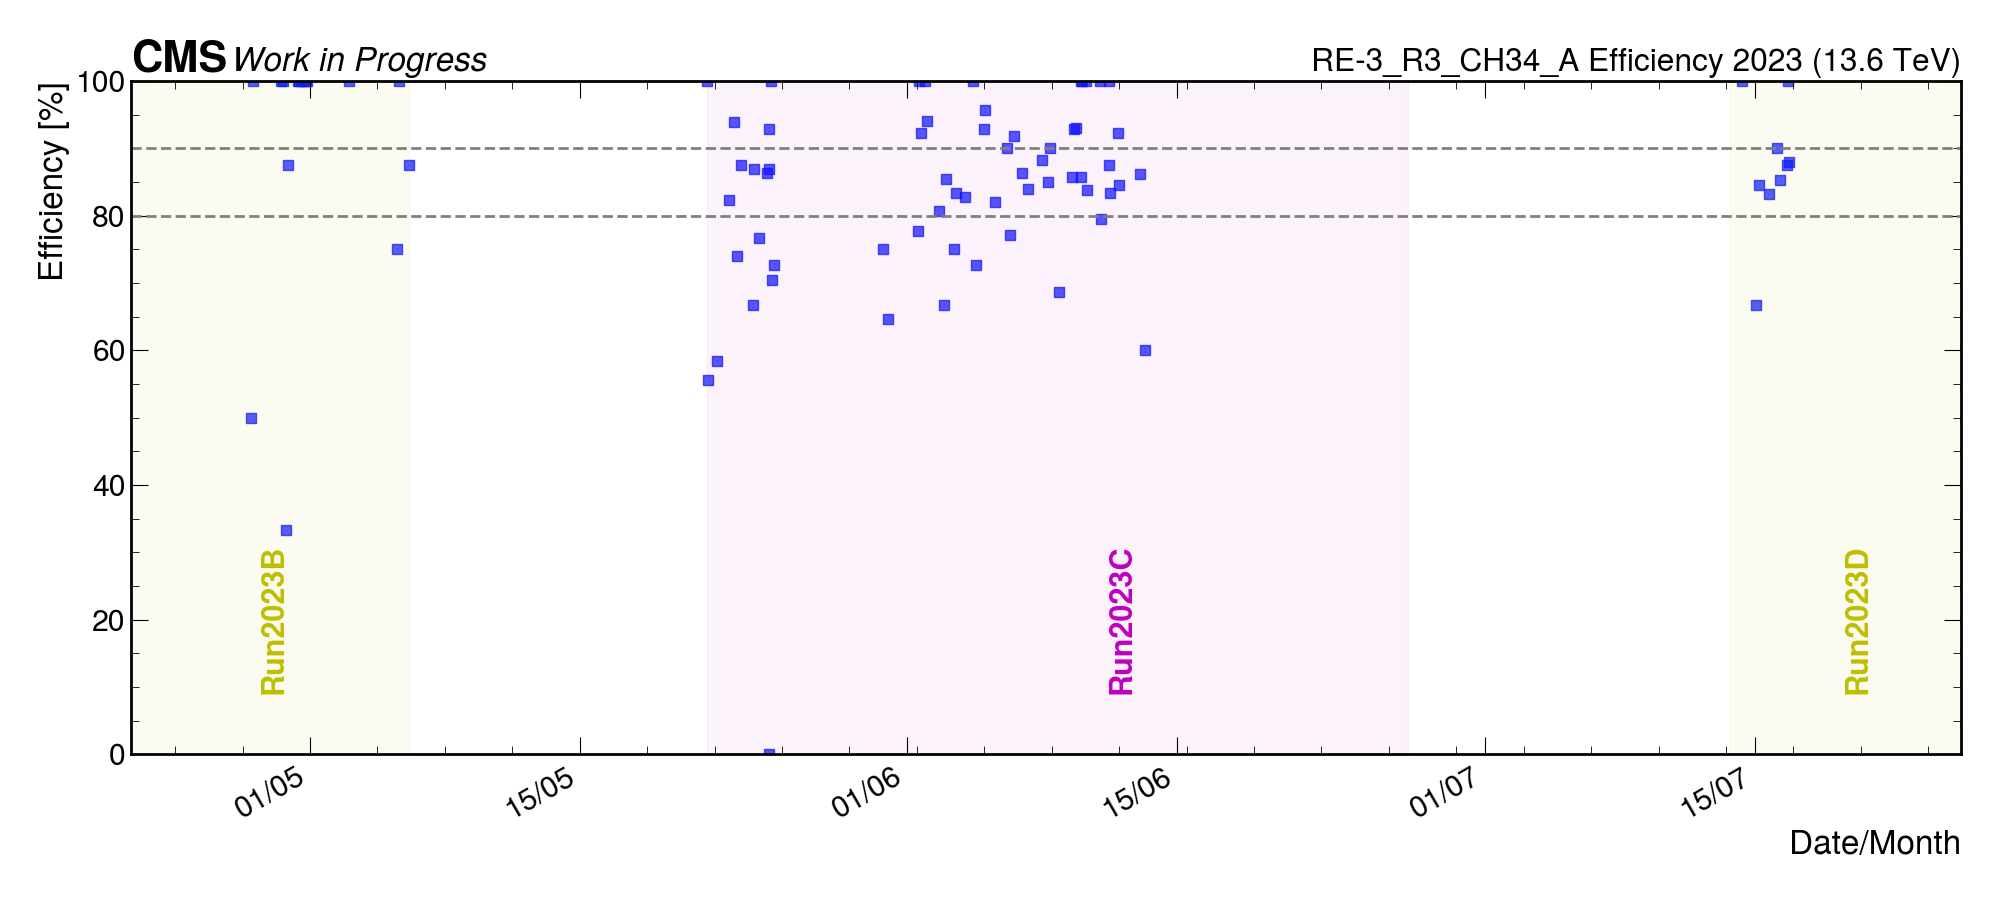 CMS Work in Progress
RE-3_R3_CH34_A Efficiency 2023 (13.6 TeV)
Efficiency [%]
100
80
60
40
20
0
Run2023B
Run2023C
Run2023D
01/05
15/05
01/06
15/06
01/07
15/07
Date/Month